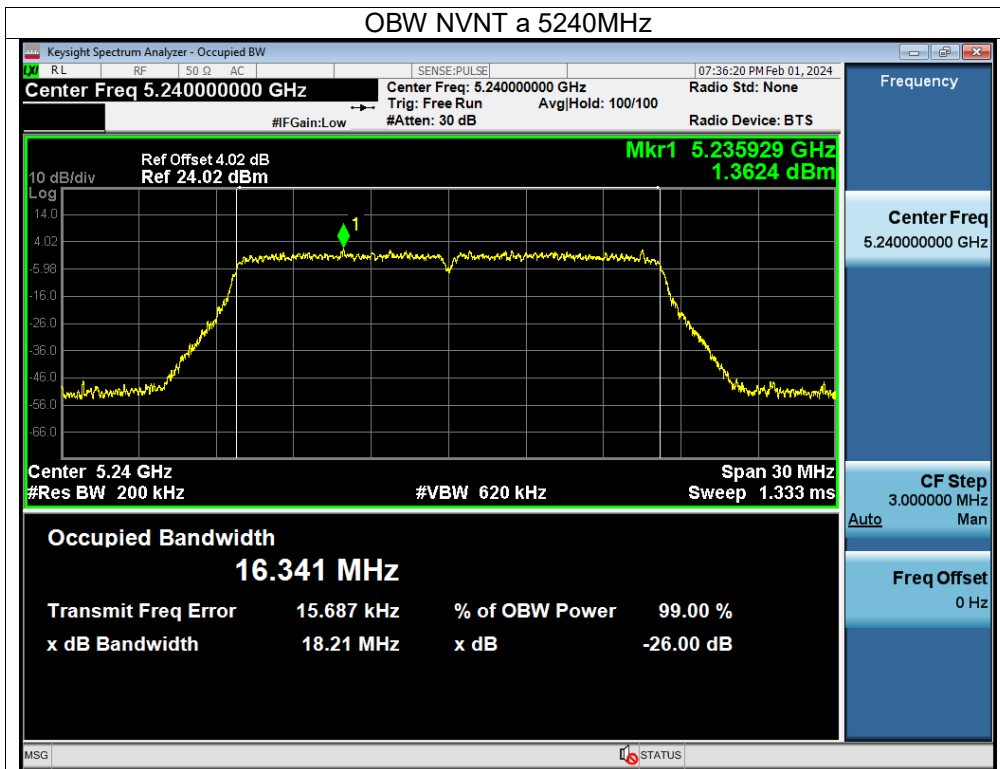 OBW NVNT a 5240MHz
Keysight Spectrum Analyzer - Occupied BW
LXI RL RF 50 Ω AC SENSE:PULSE 07:36:20 PM Feb 01, 2024
Center Freq 5.240000000 GHz
Center Freq: 5.240000000 GHz Radio Std: None
Trig: Free Run Avg|Hold: 100/100
#IFGain:Low #Atten: 30 dB Radio Device: BTS
Mkr1 5.235929 GHz
1.3624 dBm
Ref Offset 4.02 dB
10 dB/div Ref 24.02 dBm
Log
14.0
1
4.02
-5.98
-16.0
-26.0
-36.0
-46.0
-56.0
-66.0
Center 5.24 GHz Span 30 MHz
#Res BW 200 kHz #VBW 620 kHz Sweep 1.333 ms
Occupied Bandwidth
16.341 MHz
Transmit Freq Error 15.687 kHz % of OBW Power 99.00 %
x dB Bandwidth 18.21 MHz x dB -26.00 dB
Frequency
Center Freq
5.240000000 GHz
CF Step
3.000000 MHz
Auto Man
Freq Offset
0 Hz
MSG STATUS